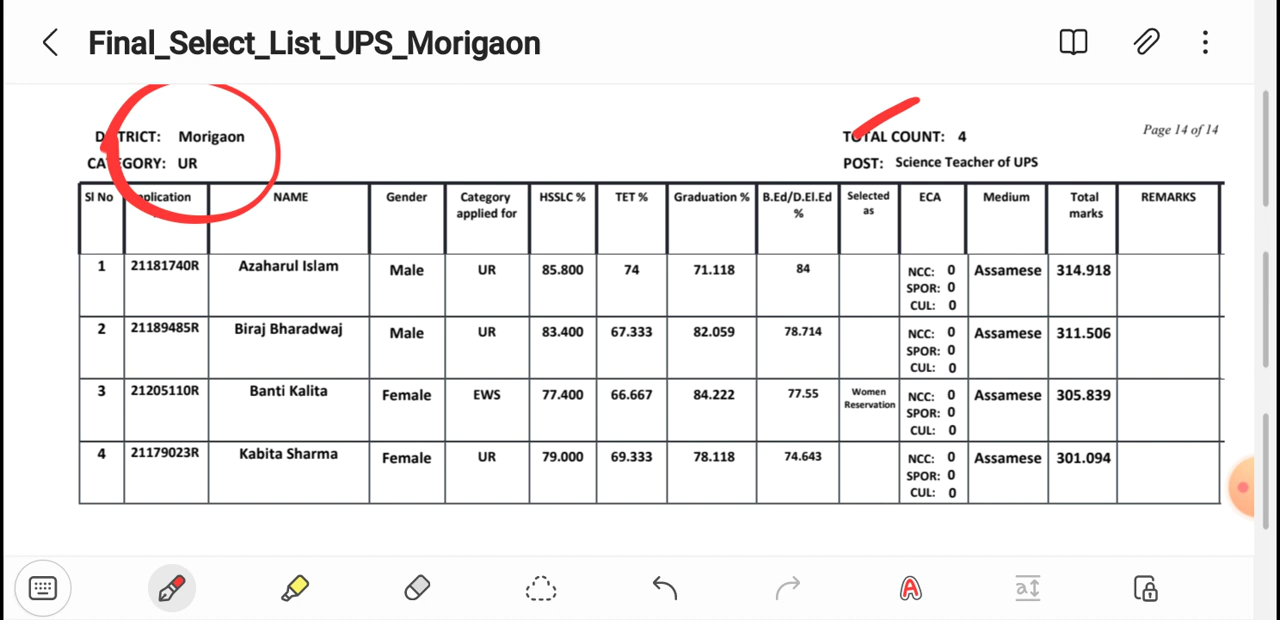 Final_Select_List_UPS_Morigaon
DISTRICT: Morigaon
TOTAL COUNT: 4
Page 14 of 14
CATEGORY: UR
POST: Science Teacher of UPS
Sl No | NAME | Gender | Category applied for | HSSLC % | TET % | Graduation % | B.Ed/D.El.Ed % | Selected as | ECA | Medium | Total marks | REMARKS
1 | 21181740R | Azaharul Islam | Male | UR | 85.800 | 74 | 71.118 | 84 | NCC: 0 SPOR: 0 CUL: 0 | Assamese | 314.918
2 | 21189485R | Biraj Bharadwaj | Male | UR | 83.400 | 67.333 | 82.059 | 78.714 | NCC: 0 SPOR: 0 CUL: 0 | Assamese | 311.506
3 | 21205110R | Banti Kalita | Female | EWS | 77.400 | 66.667 | 84.222 | 77.55 | Women Reservation | NCC: 0 SPOR: 0 CUL: 0 | Assamese | 305.839
4 | 21179023R | Kabita Sharma | Female | UR | 79.000 | 69.333 | 78.118 | 74.643 | NCC: 0 SPOR: 0 CUL: 0 | Assamese | 301.094